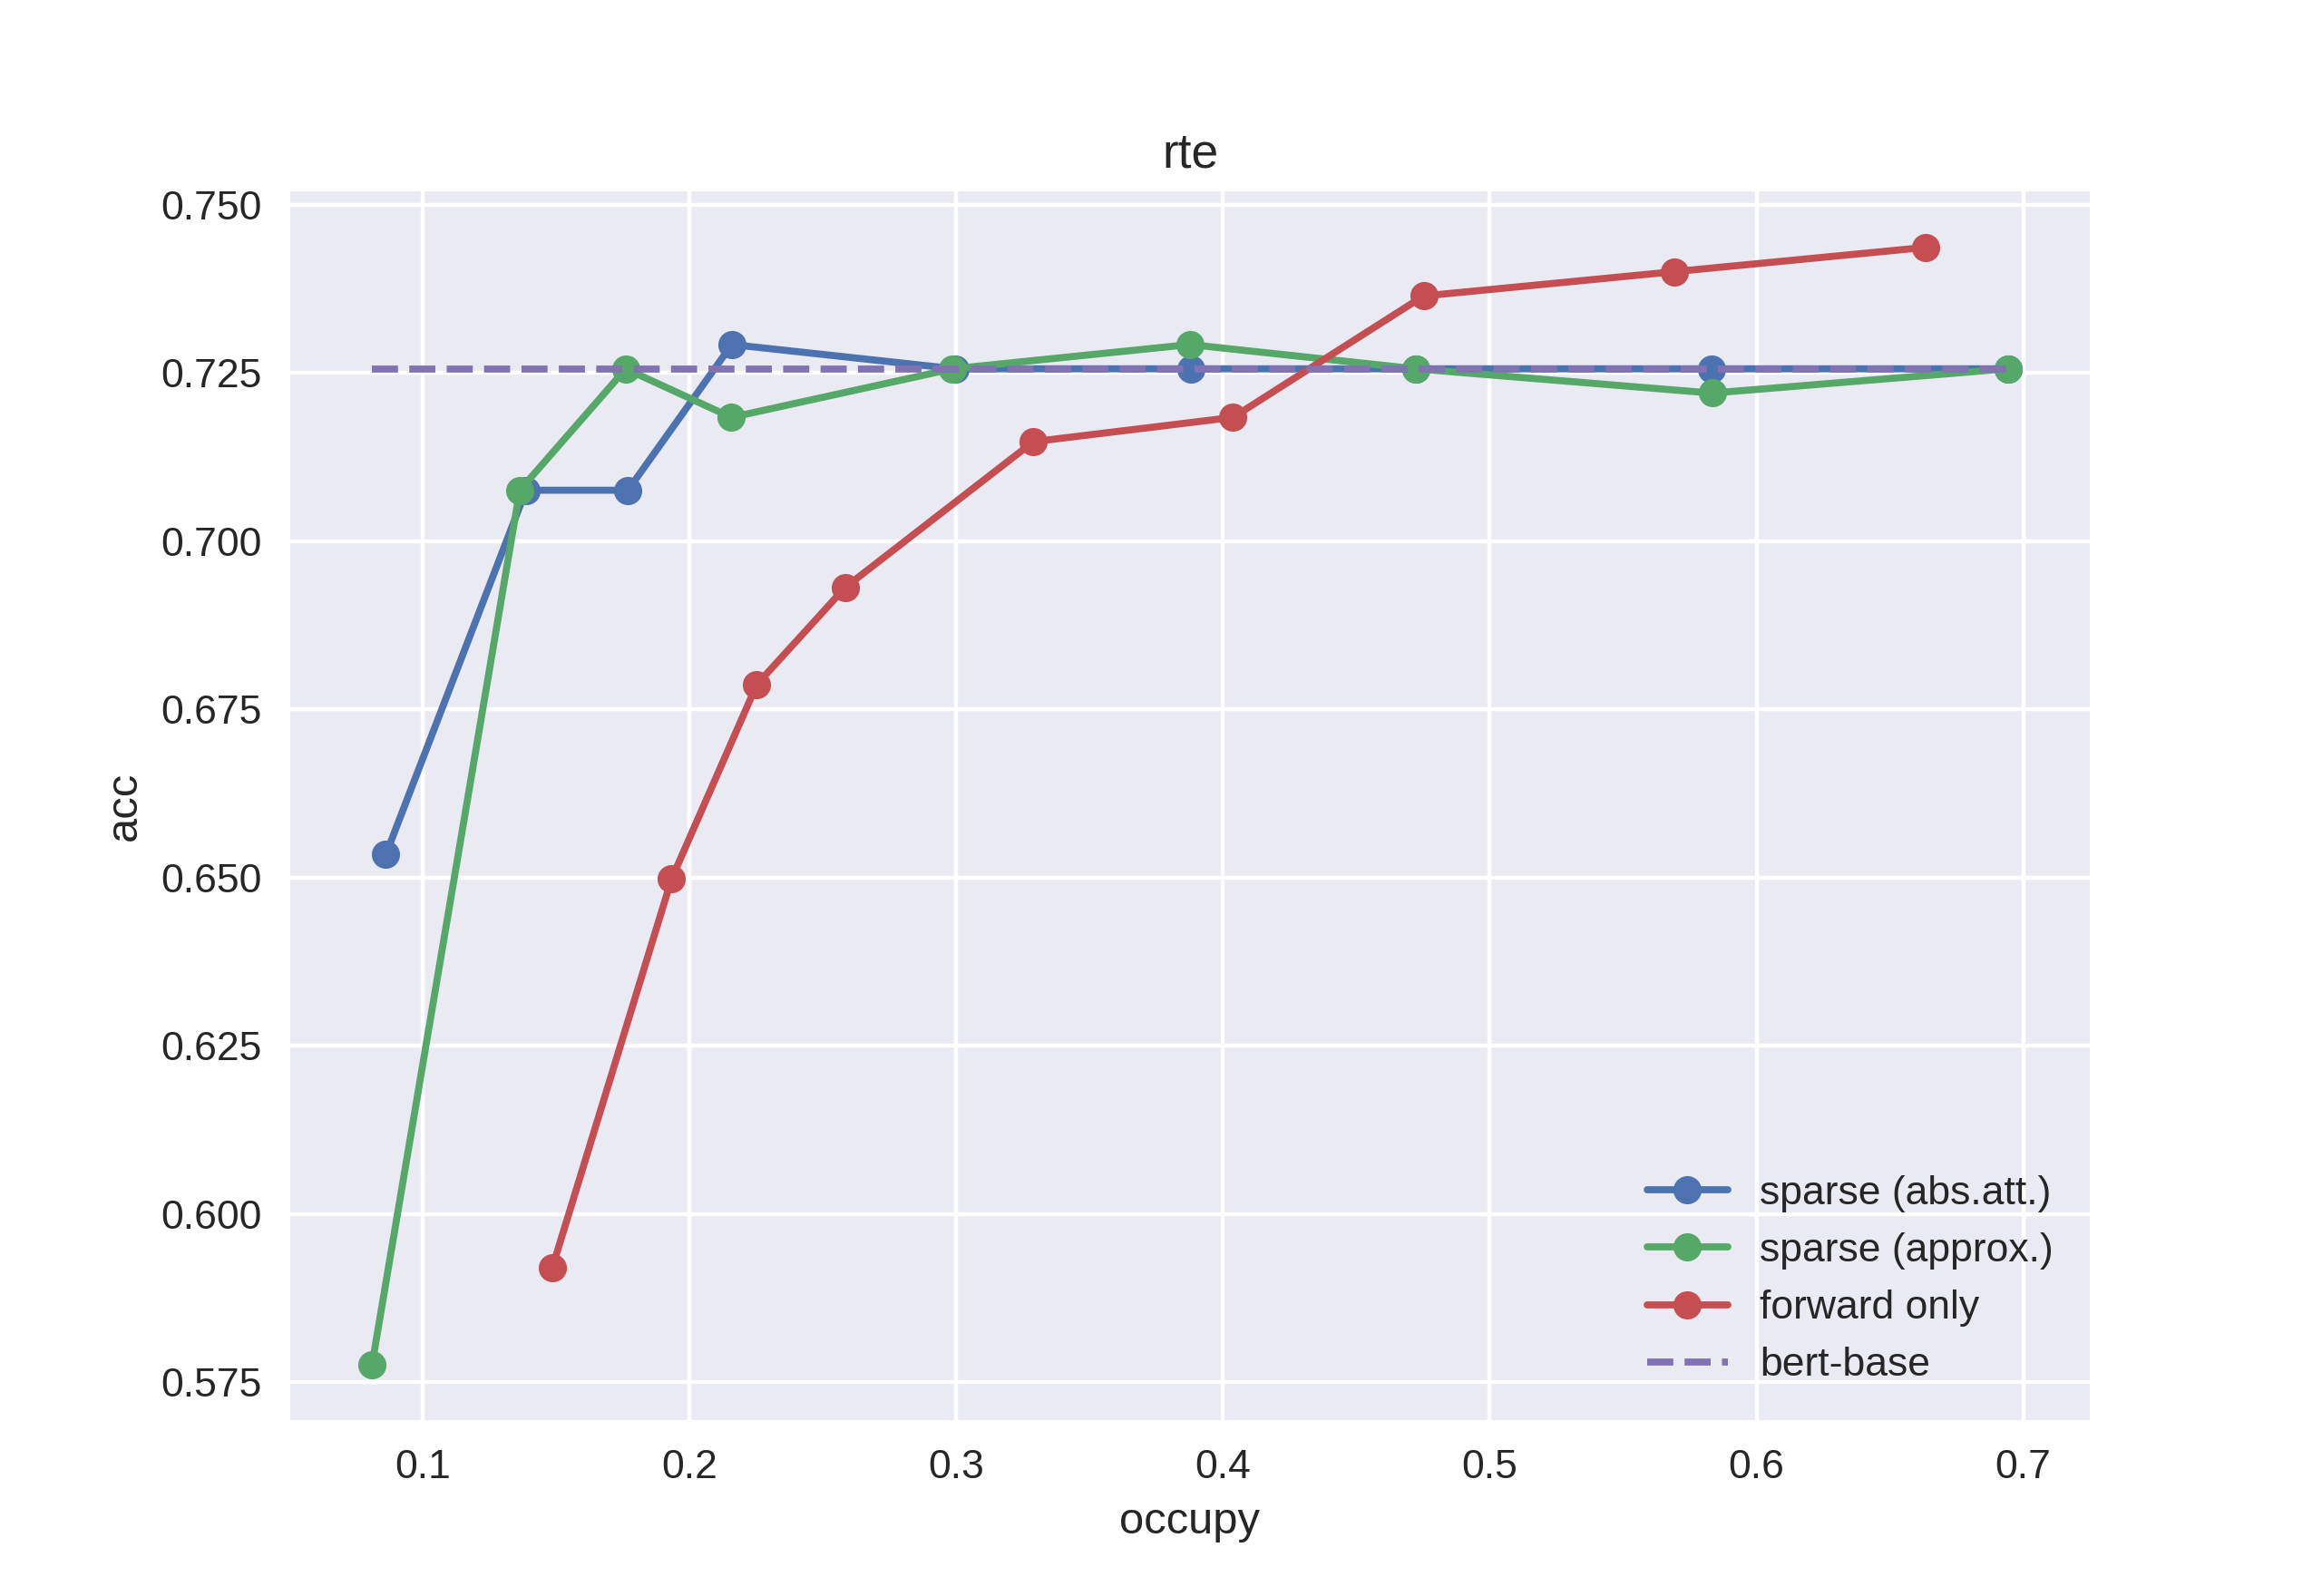 rte
0.750
0.725
0.700
0.675
0.650
0.625
0.600
0.575
acc
sparse (abs.att.)
sparse (approx.)
forward only
bert-base
0.1 0.2 0.3 0.4 0.5 0.6 0.7
occupy